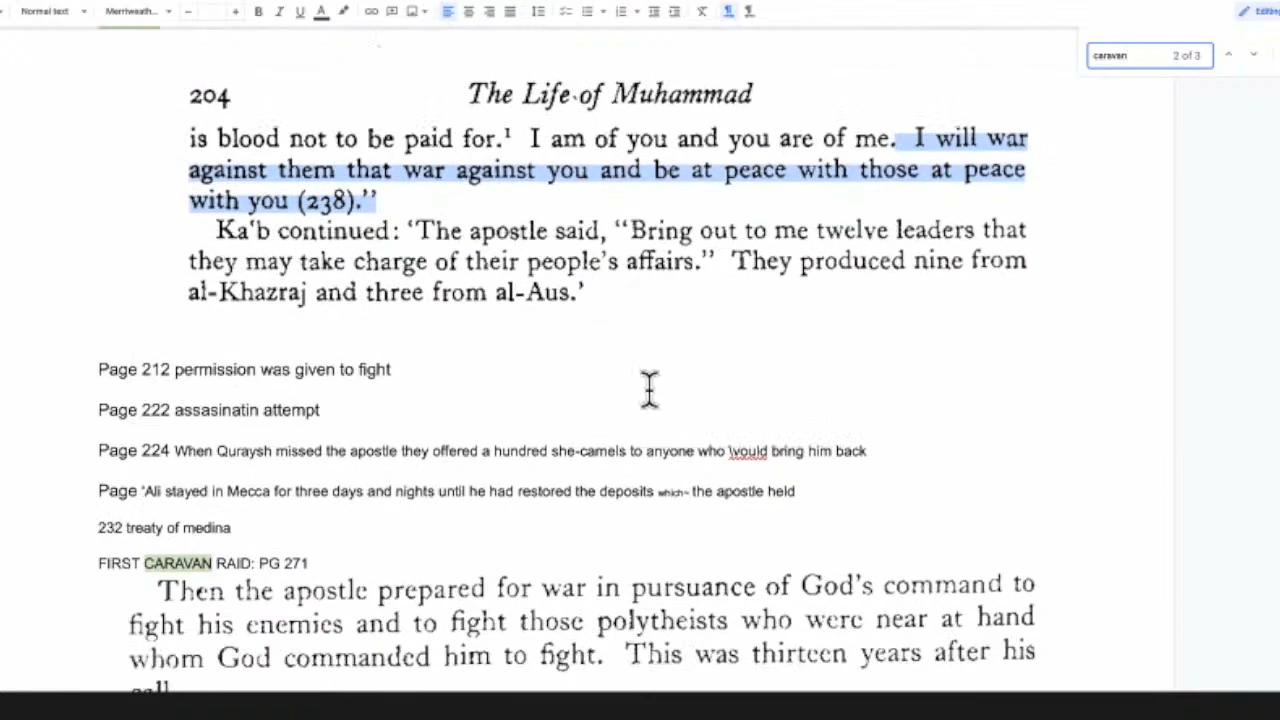 Normal text
Merriweath...
B I U A
Editing
caravan 2 of 3
204 The Life of Muhammad
is blood not to be paid for.¹ I am of you and you are of me. I will war
against them that war against you and be at peace with those at peace
with you (238).’’
Ka‘b continued: ‘The apostle said, “Bring out to me twelve leaders that
they may take charge of their people’s affairs.” They produced nine from
al-Khazraj and three from al-Aus.’
Page 212 permission was given to fight
Page 222 assasinatin attempt
Page 224 When Quraysh missed the apostle they offered a hundred she-camels to anyone who \vould bring him back
Page 'Ali stayed in Mecca for three days and nights until he had restored the deposits which~ the apostle held
232 treaty of medina
FIRST CARAVAN RAID: PG 271
Then the apostle prepared for war in pursuance of God’s command to
fight his enemies and to fight those polytheists who were near at hand
whom God commanded him to fight. This was thirteen years after his
call